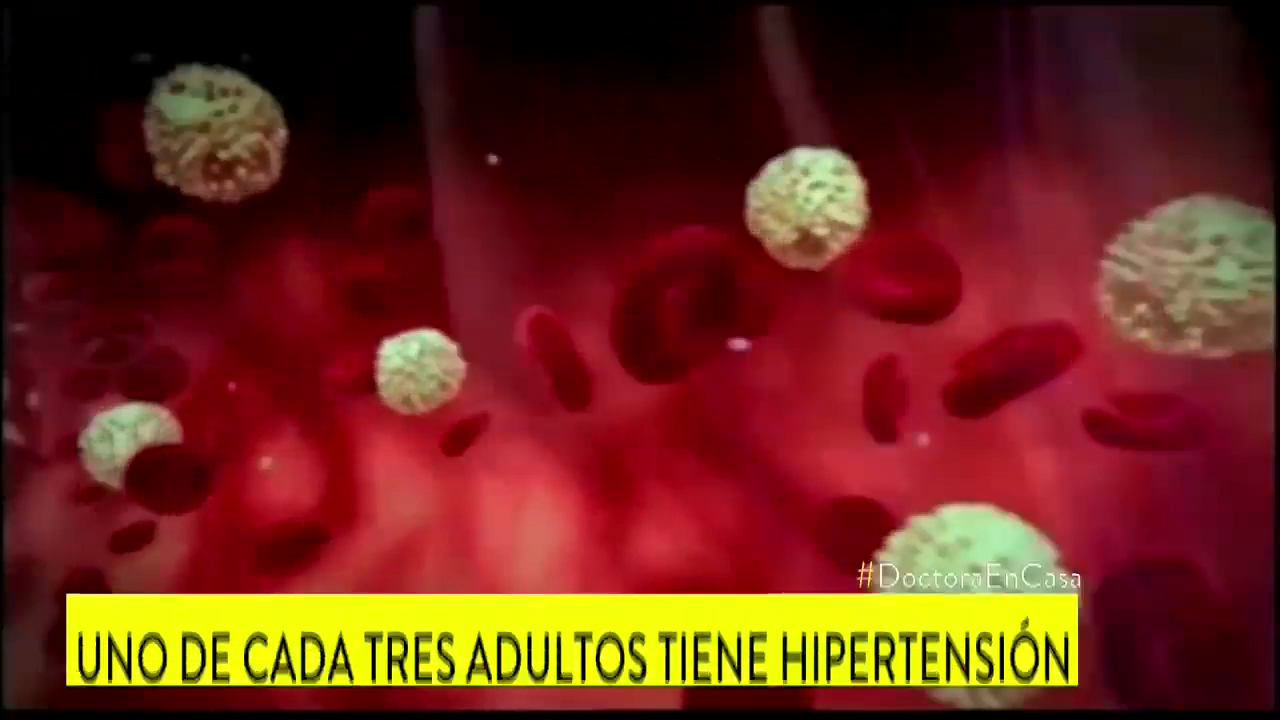 #DoctoraEnCasa
UNO DE CADA TRES ADULTOS TIENE HIPERTENSIÓN